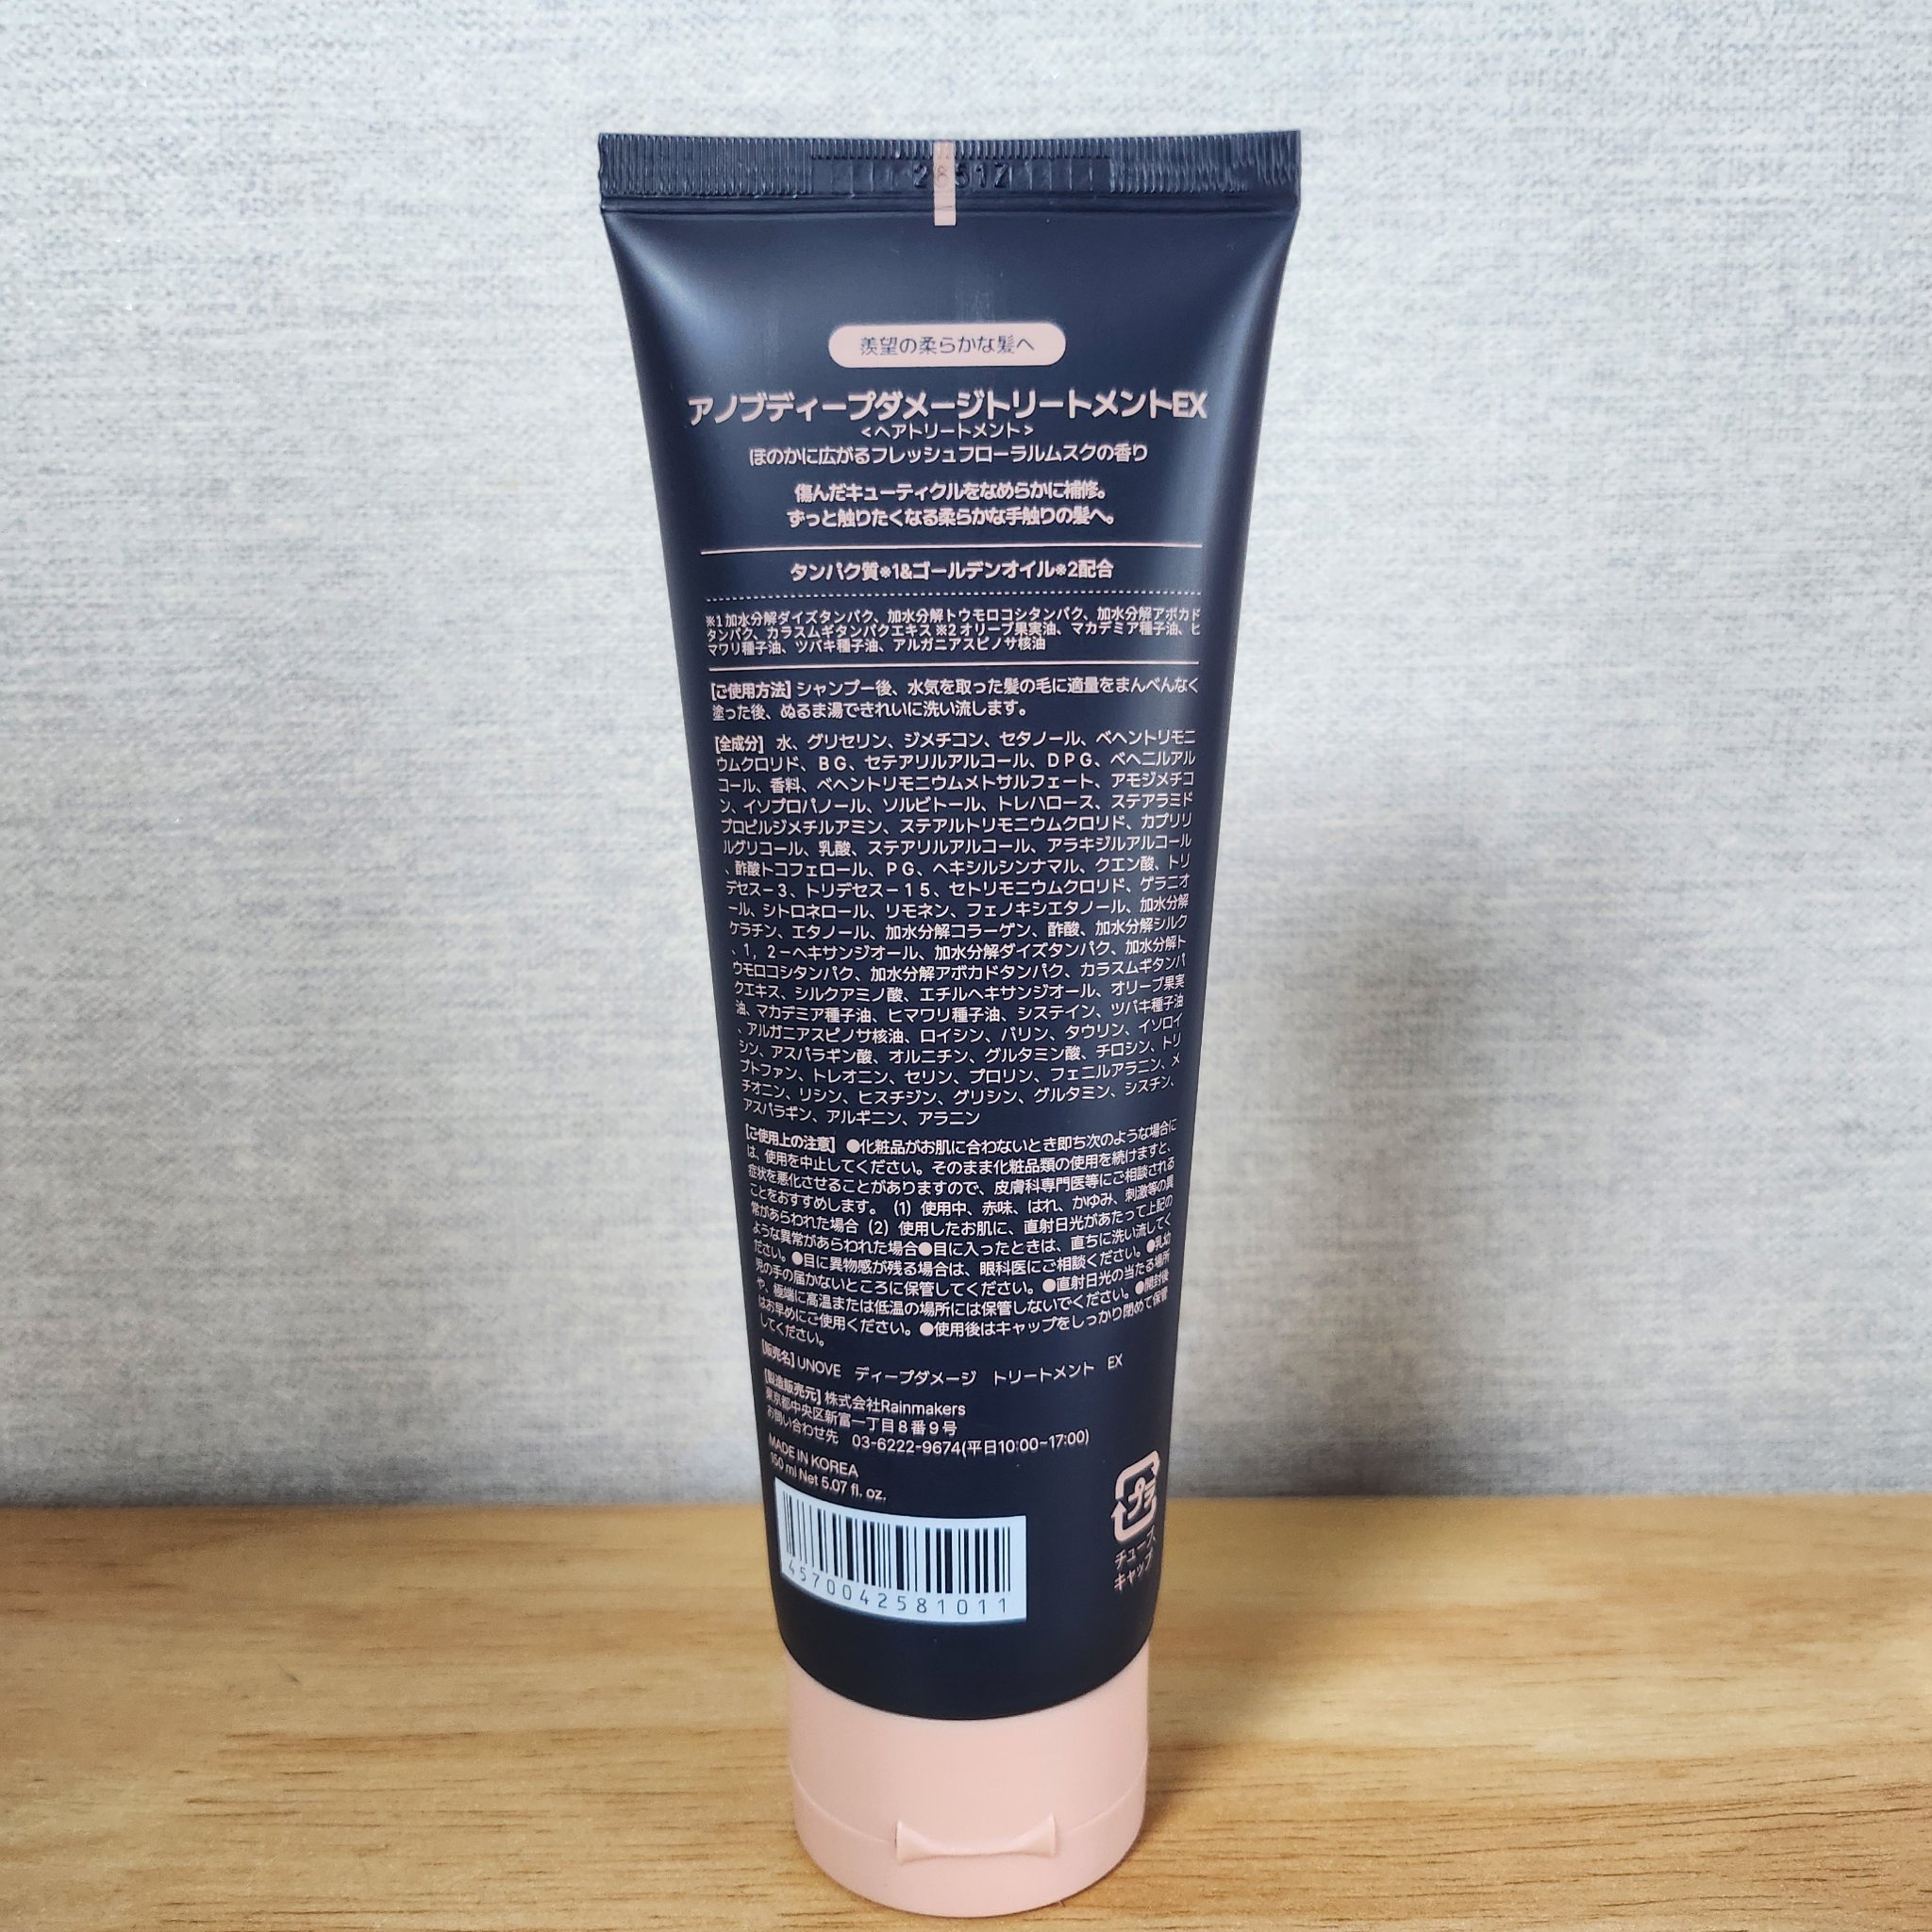 羨望の柔らかな髪へ
アノブディープダメージトリートメントEX
<ヘアトリートメント>
ほのかに広がるフレッシュフローラルムスクの香り
傷んだキューティクルをなめらかに補修。
ずっと触りたくなる柔らかな手触りの髪へ。
タンパク質※1&ゴールデンオイル※2配合
※1 加水分解ダイズタンパク、加水分解トウモロコシタンパク、加水分解アボカド
タンパク、カラスムギタンパクエキス ※2 オリーブ果実油、マカデミア種子油、ヒ
マワリ種子油、ツバキ種子油、アルガニアスピノサ核油
[ご使用方法] シャンプー後、水気を取った髪の毛に適量をまんべんなく
塗った後、ぬるま湯できれいに洗い流します。
[全成分] 水、グリセリン、ジメチコン、セタノール、ベヘントリモニ
ウムクロリド、BG、セテアリルアルコール、DPG、ベヘニルアル
コール、香料、ベヘントリモニウムメトサルフェート、アモジメチコ
ン、イソプロパノール、ソルビトール、トレハロース、ステアラミド
プロピルジメチルアミン、ステアルトリモニウムクロリド、カプリリ
ルグリコール、乳酸、ステアリルアルコール、アラキジルアルコール
、酢酸トコフェロール、PG、ヘキシルシンナマル、クエン酸、トリ
デセス－3、トリデセス－15、セトリモニウムクロリド、ゲラニオ
ール、シトロネロール、リモネン、フェノキシエタノール、加水分解
ケラチン、エタノール、加水分解コラーゲン、酢酸、加水分解シルク
、1，2－ヘキサンジオール、加水分解ダイズタンパク、加水分解ト
ウモロコシタンパク、加水分解アボカドタンパク、カラスムギタンパ
クエキス、シルクアミノ酸、エチルヘキサンジオール、オリーブ果実
油、マカデミア種子油、ヒマワリ種子油、システイン、ツバキ種子油
、アルガニアスピノサ核油、ロイシン、バリン、タウリン、イソロイ
シン、アスパラギン酸、オルニチン、グルタミン酸、チロシン、トリ
プトファン、トレオニン、セリン、プロリン、フェニルアラニン、メ
チオニン、リシン、ヒスチジン、グリシン、グルタミン、シスチン、
アスパラギン、アルギニン、アラニン
[ご使用上の注意] ●化粧品がお肌に合わないとき即ち次のような場合に
は、使用を中止してください。そのまま化粧品類の使用を続けますと、
症状を悪化させることがありますので、皮膚科専門医等にご相談される
ことをおすすめします。(1) 使用中、赤味、はれ、かゆみ、刺激等の異
常があらわれた場合 (2) 使用したお肌に、直射日光があたって上記の
ような異常があらわれた場合●目に入ったときは、直ちに洗い流してく
ださい。●目に異物感が残る場合は、眼科医にご相談ください。●乳幼
児の手の届かないところに保管してください。●直射日光の当たる場所
や、極端に高温または低温の場所には保管しないでください。●開封後
はお早めにご使用ください。●使用後はキャップをしっかり閉めて保管
してください。
[販売名] UNOVE ディープダメージ トリートメント EX
[製造販売元] 株式会社Rainmakers
東京都中央区新富一丁目8番9号
お問い合わせ先 03-6222-9674(平日10:00~17:00)
MADE IN KOREA
150 ml Net 5.07 fl. oz.
4570042581011
プラ
チューブ
キャップ